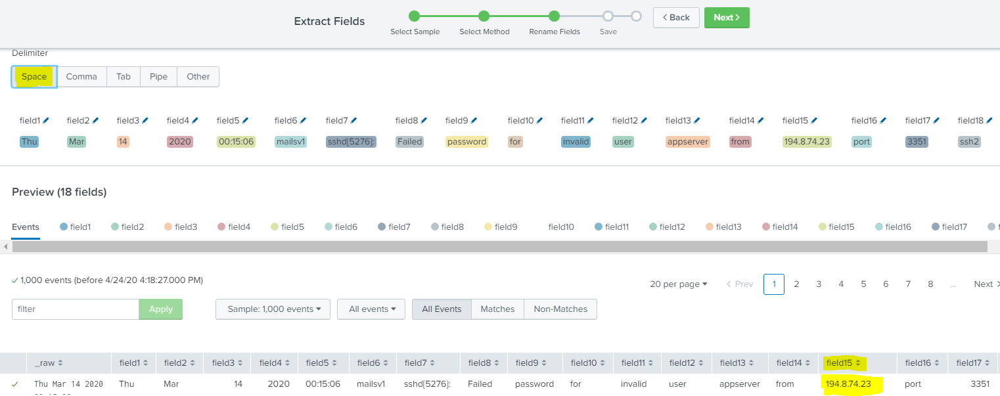 Extract Fields
Select Sample Select Method Rename Fields Save
< Back Next >
Delimiter
Space Comma Tab Pipe Other
field1 field2 field3 field4 field5 field6 field7 field8 field9 field10 field11 field12 field13 field14 field15 field16 field17 field18
Thu Mar 14 2020 00:15:06 mailsv1 sshd[5276]: Failed password for invalid user appserver from 194.8.74.23 port 3351 ssh2
Preview (18 fields)
Events field1 field2 field3 field4 field5 field6 field7 field8 field9 field10 field11 field12 field13 field14 field15 field16 field17
1,000 events (before 4/24/20 4:18:27.000 PM)
20 per page < Prev 1 2 3 4 5 6 7 8 ... Next >
filter Apply Sample: 1,000 events All events All Events Matches Non-Matches
_raw field1 field2 field3 field4 field5 field6 field7 field8 field9 field10 field11 field12 field13 field14 field15 field16 field17
Thu Mar 14 2020 Thu Mar 14 2020 00:15:06 mailsv1 sshd[5276]: Failed password for invalid user appserver from 194.8.74.23 port 3351